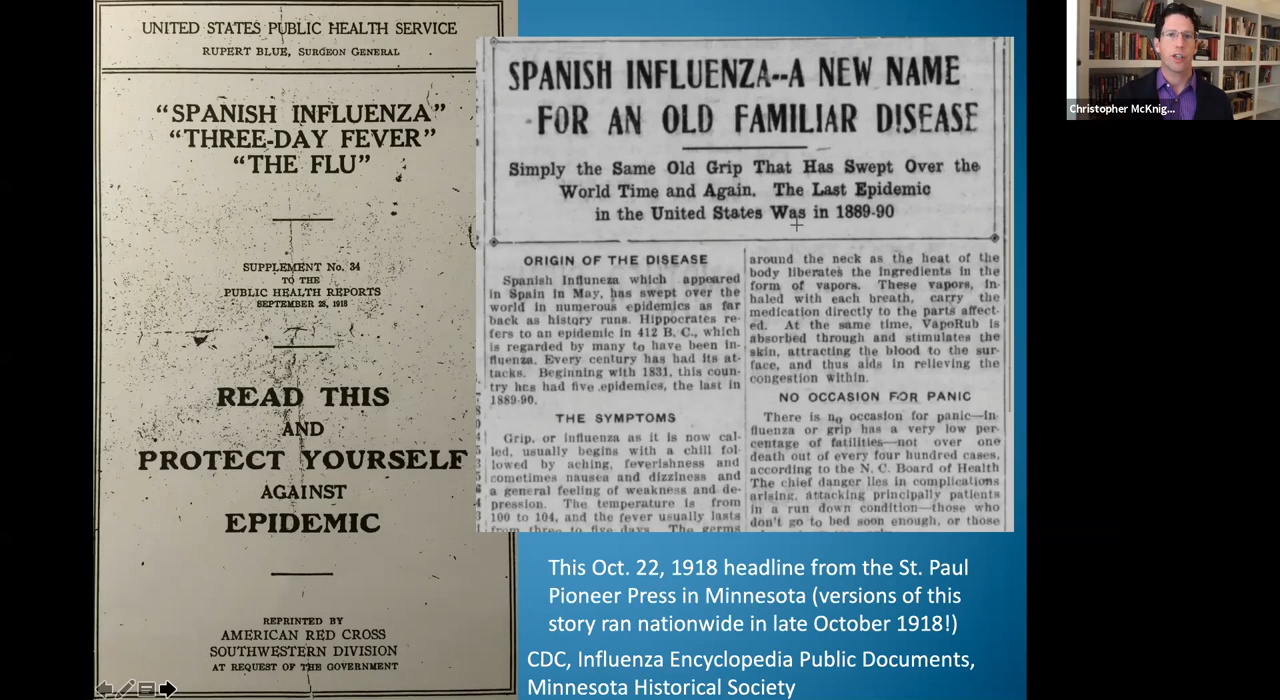 UNITED STATES PUBLIC HEALTH SERVICE
RUPERT BLUE, SURGEON GENERAL
"SPANISH INFLUENZA"
"THREE-DAY FEVER"
"THE FLU"
SUPPLEMENT No. 34
TO THE
PUBLIC HEALTH REPORTS
SEPTEMBER 28, 1918
READ THIS
AND
PROTECT YOURSELF
AGAINST
EPIDEMIC
REPRINTED BY
AMERICAN RED CROSS
SOUTHWESTERN DIVISION
AT REQUEST OF THE GOVERNMENT
SPANISH INFLUENZA--A NEW NAME
FOR AN OLD FAMILIAR DISEASE
Simply the Same Old Grip That Has Swept Over the
World Time and Again. The Last Epidemic
in the United States Was in 1889-90
ORIGIN OF THE DISEASE
Spanish Influneza which appeared
in Spain in May, has swept over the
world in numerous epidemics as far
back as history runs. Hippocrates re-
fers to an epidemic in 412 B. C., which
is regarded by many to have been in-
fluenza. Every century has had its at-
tacks. Beginning with 1831, this coun-
try hcs had five epidemics, the last in
1889-90.
THE SYMPTOMS
Grip, or influenza as it is now cal-
led, usually begins with a chill fol-
lowed by aching, feverishness and
sometimes nausea and dizziness and
a general feeling of weakness and de-
pression. The temperature is from
100 to 104, and the fever usually lasts
from three to five days. The germs
around the neck as the heat of the
body liberates the ingredients in the
form of vapors. These vapors, in-
haled with each breath, carry the
medication directly to the parts affect-
ed. At the same time, VapoRub is
absorbed through and stimulates the
skin, attracting the blood to the sur-
face, and thus aids in relieving the
congestion within.
NO OCCASION FOR PANIC
There is no occasion for panic—in-
fluenza or grip has a very low per-
centage of fatilities—not over one
death out of every four hundred cases,
according to the N. C. Board of Health
The chief danger lies in complications
arising, attacking principally patients
in a run down condition—those who
don't go to bed soon enough, or those
This Oct. 22, 1918 headline from the St. Paul
Pioneer Press in Minnesota (versions of this
story ran nationwide in late October 1918!)
CDC, Influenza Encyclopedia Public Documents,
Minnesota Historical Society
Christopher McKnig...